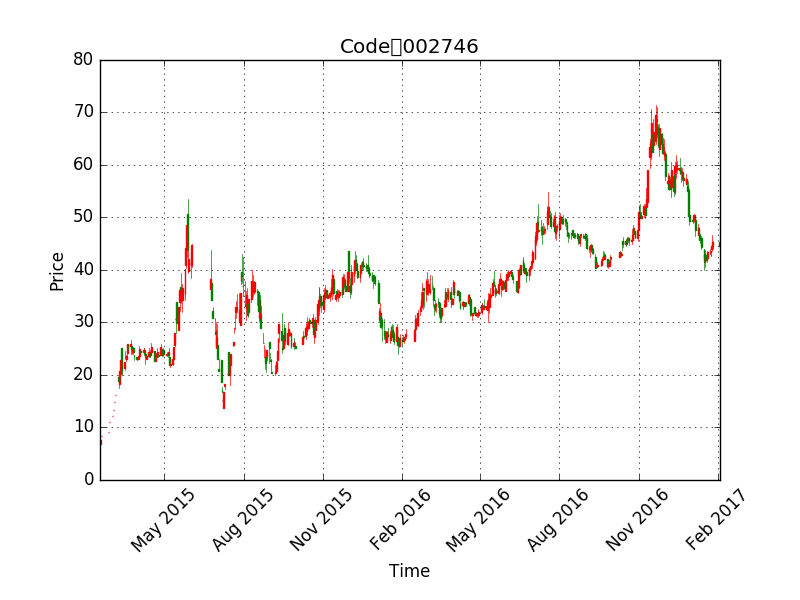 Code▯002746
80
70
60
50
40
30
20
10
0
Price
May 2015
Aug 2015
Nov 2015
Feb 2016
May 2016
Aug 2016
Nov 2016
Feb 2017
Time